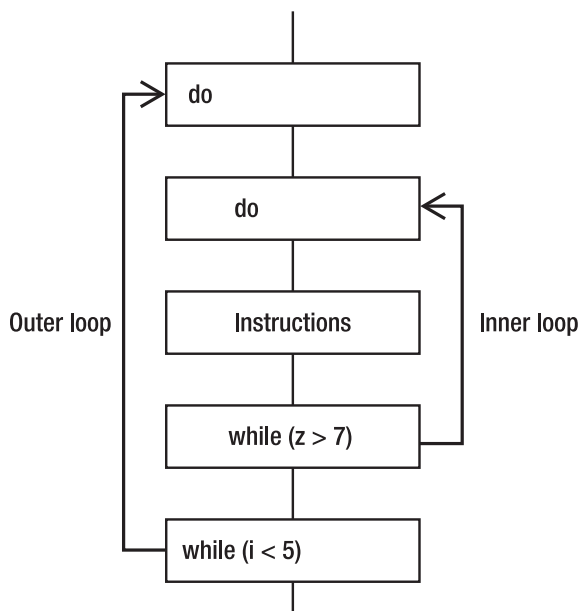 do
do
Outer loop
Instructions
Inner loop
while (z > 7)
while (i < 5)